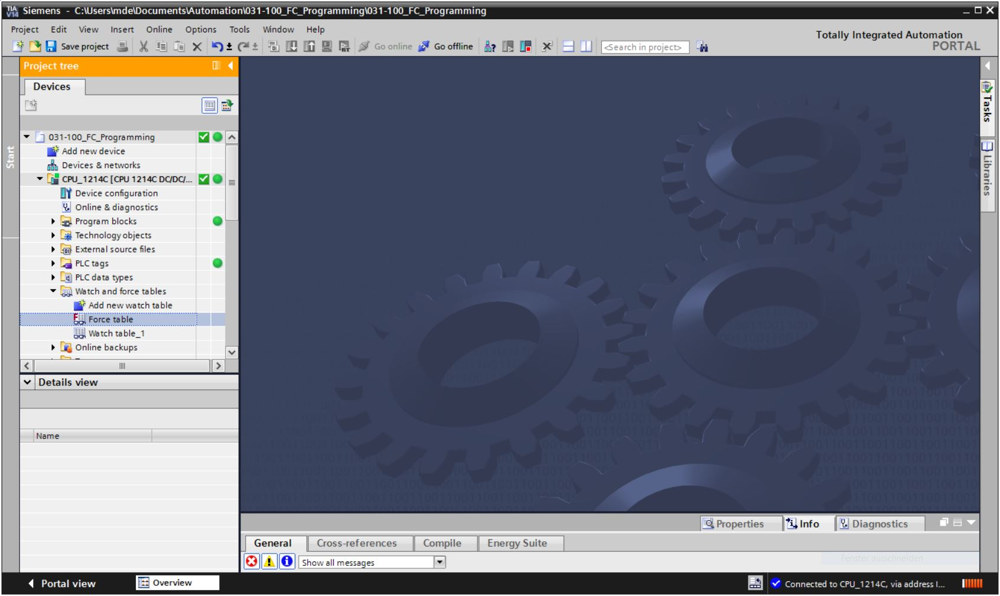 TIA V14 Siemens - C:\Users\mde\Documents\Automation\031-100_FC_Programming\031-100_FC_Programming
Project Edit View Insert Online Options Tools Window Help
Totally Integrated Automation
PORTAL
Save project Go online Go offline <Search in project>
Project tree
Devices
Start
031-100_FC_Programming
Add new device
Devices & networks
CPU_1214C [CPU 1214C DC/DC/...
Device configuration
Online & diagnostics
Program blocks
Technology objects
External source files
PLC tags
PLC data types
Watch and force tables
Add new watch table
Force table
Watch table_1
Online backups
Details view
Name
Tasks
Libraries
Properties Info Diagnostics
General Cross-references Compile Energy Suite
Show all messages
Fenster ausschneiden
Portal view Overview Connected to CPU_1214C, via address I...